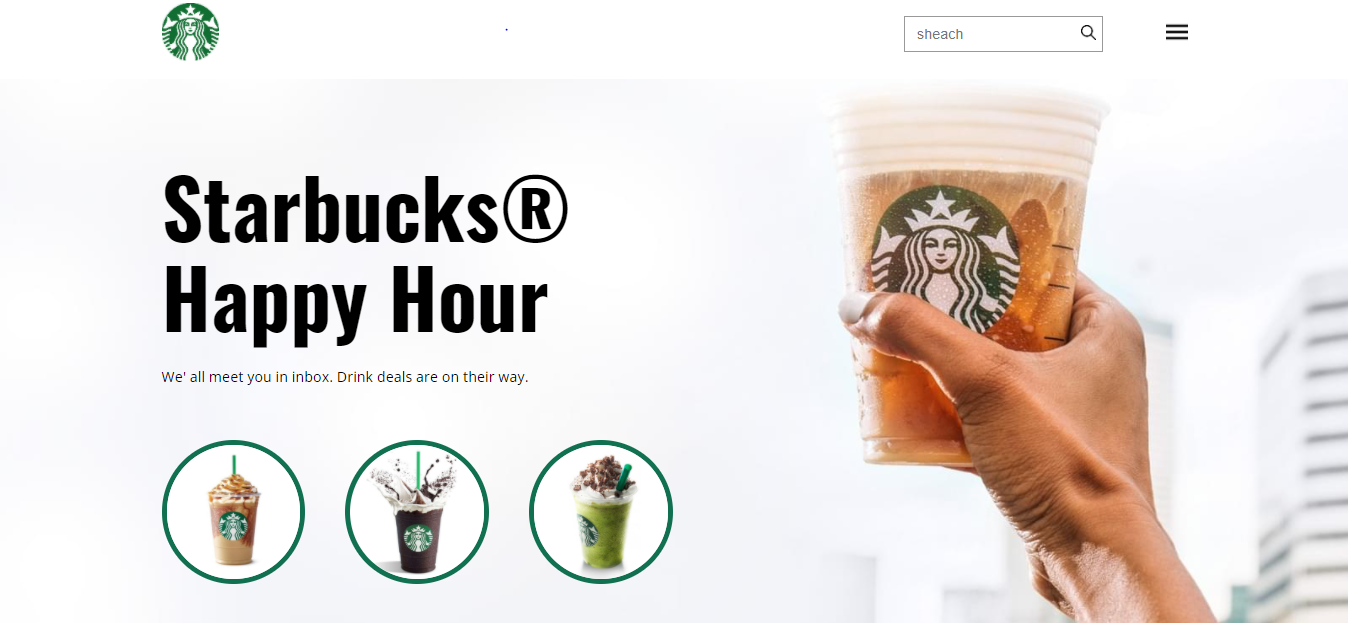 sheach
Starbucks®
Happy Hour
We' all meet you in inbox. Drink deals are on their way.